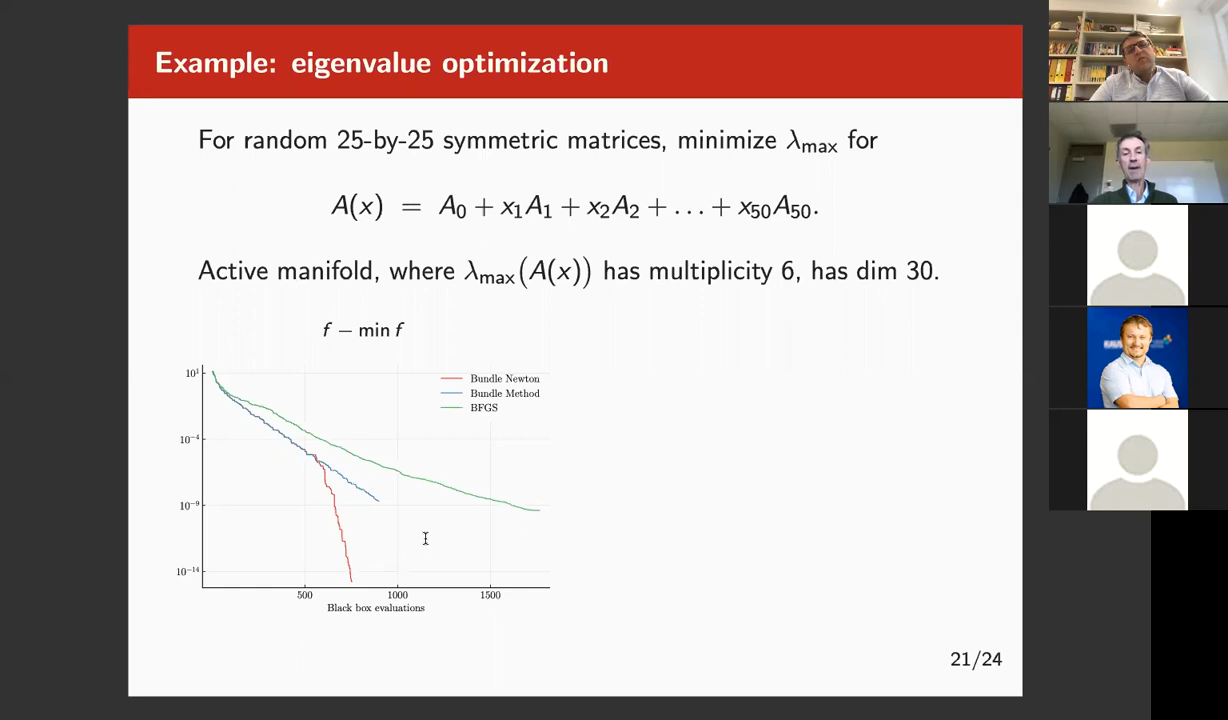 Example: eigenvalue optimization
For random 25-by-25 symmetric matrices, minimize λmax for
A(x) = A₀ + x₁A₁ + x₂A₂ + … + x₅₀A₅₀.
Active manifold, where λmax(A(x)) has multiplicity 6, has dim 30.
f − min f
10¹
10⁻⁴
10⁻⁹
10⁻¹⁴
Bundle Newton
Bundle Method
BFGS
500 1000 1500
Black box evaluations
21/24